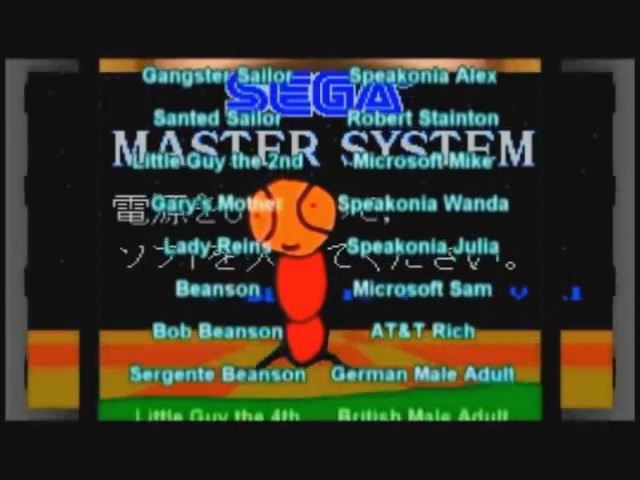 Gangster Sailor Speakonia Alex
SEGA
Santed Sailor Robert Stainton
MASTER SYSTEM
Little Guy the 2nd Microsoft Mike
電源を
Gary's Mother Speakonia Wanda
Lady Reing Speakonia Julia
ソフトを てください。
Beanson Microsoft Sam
Bob Beanson AT&T Rich
Sergente Beanson German Male Adult
Little Guy the 4th British Male Adult